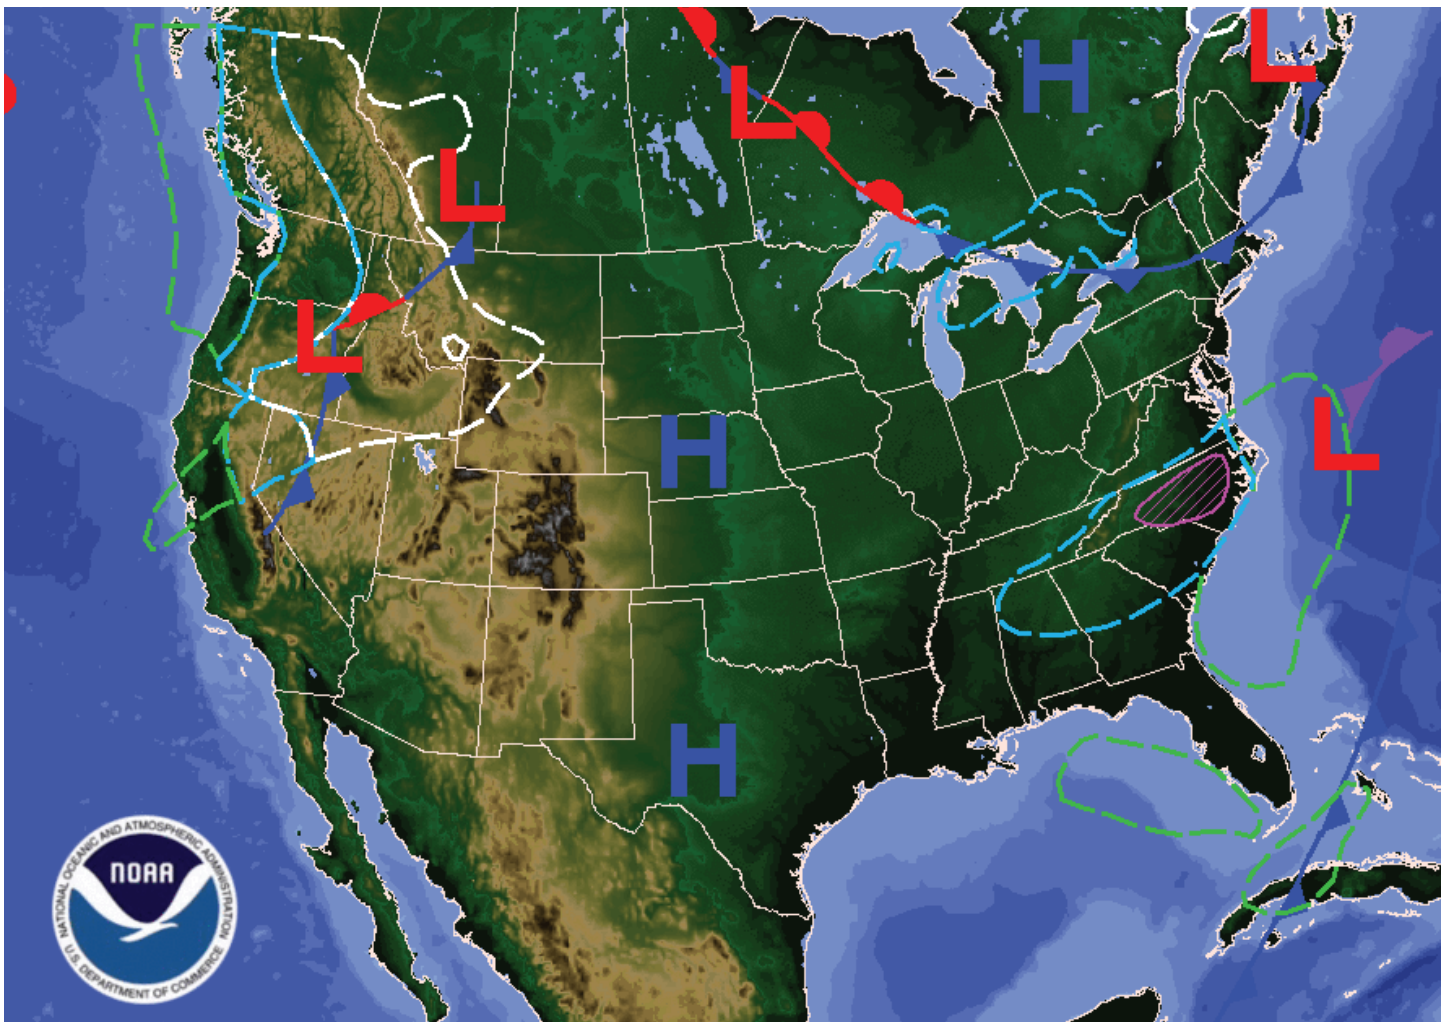 L
H
L
L
L
L
H
H
L
NATIONAL OCEANIC AND ATMOSPHERIC ADMINISTRATION
NOAA
U.S. DEPARTMENT OF COMMERCE